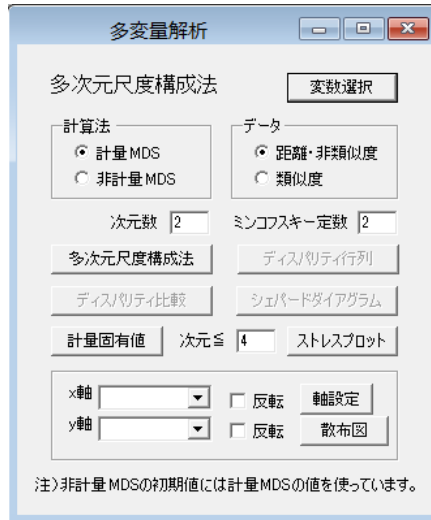 多変量解析
多次元尺度構成法 変数選択
計算法 データ
計量MDS 距離・非類似度
非計量MDS 類似度
次元数 2 ミンコフスキー定数 2
多次元尺度構成法 ディスパリティ行列
ディスパリティ比較 シェパードダイアグラム
計量固有値 次元≦ 4 ストレスプロット
x軸 反転 軸設定
y軸 反転 散布図
注)非計量MDSの初期値には計量MDSの値を使っています。